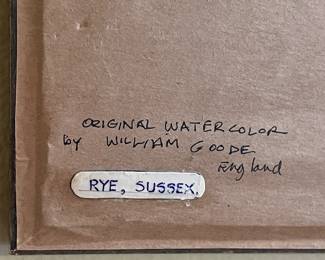 ORIGINAL WATERCOLOR
by WILLIAM GOODE
England
RYE, SUSSEX.